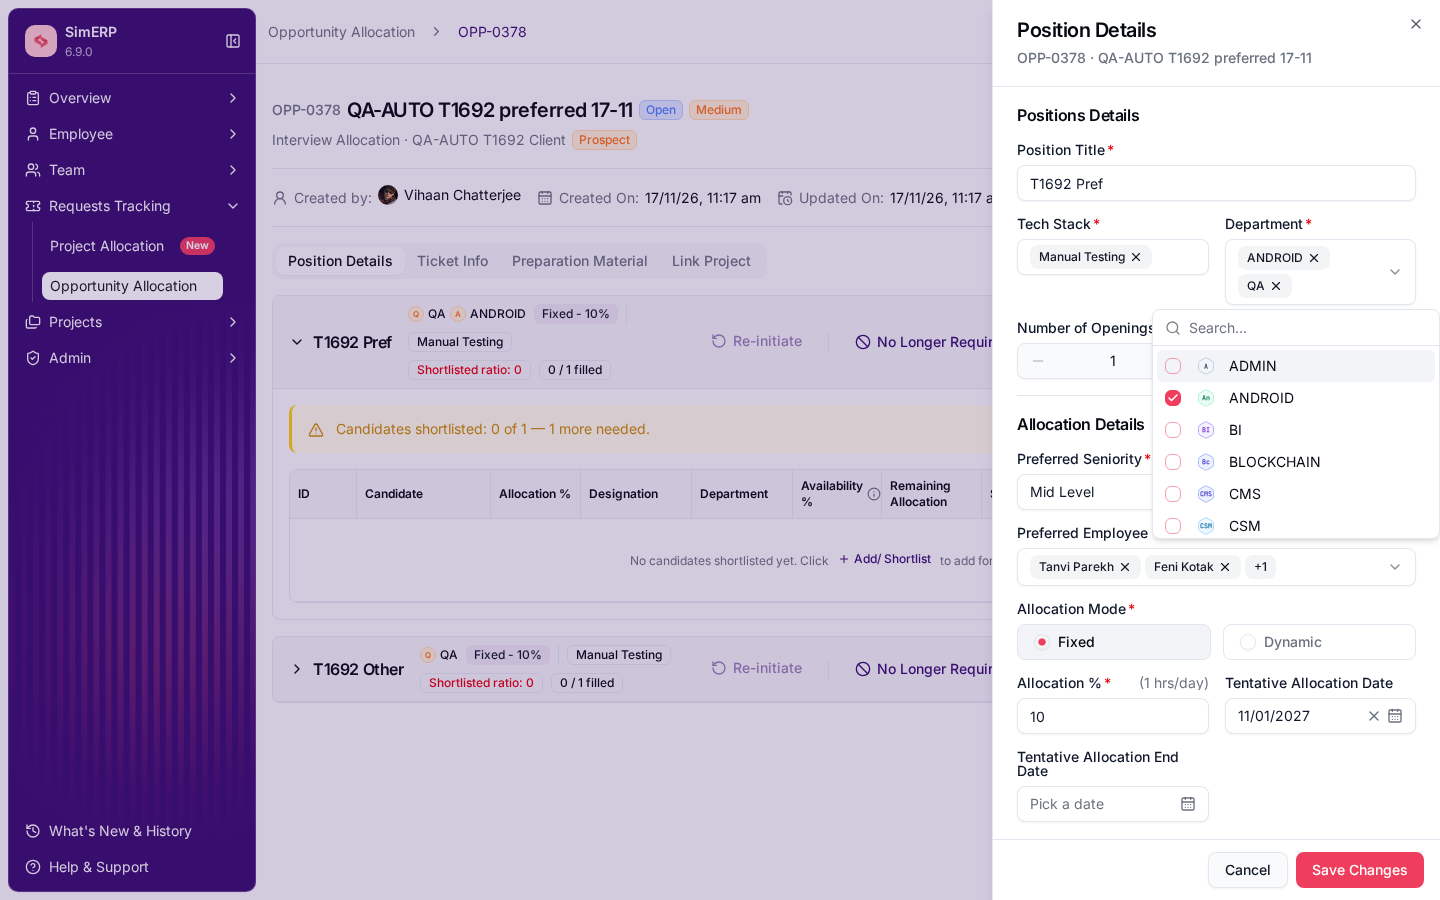 SimERP
6.9.0
Overview
Employee
Team
Requests Tracking
Project Allocation New
Opportunity Allocation
Projects
Admin
What's New & History
Help & Support
Opportunity Allocation > OPP-0378
OPP-0378 QA-AUTO T1692 preferred 17-11 Open Medium
Interview Allocation · QA-AUTO T1692 Client Prospect
Created by: Vihaan Chatterjee Created On: 17/11/26, 11:17 am Updated On: 17/11/26, 11:17 a
Position Details Ticket Info Preparation Material Link Project
T1692 Pref
Q QA A ANDROID Fixed - 10%
Manual Testing
Shortlisted ratio: 0 0 / 1 filled
Re-initiate No Longer Requir
Candidates shortlisted: 0 of 1 — 1 more needed.
ID Candidate Allocation % Designation Department Availability % Remaining Allocation
No candidates shortlisted yet. Click + Add/ Shortlist to add for
T1692 Other
Q QA Fixed - 10% Manual Testing
Shortlisted ratio: 0 0 / 1 filled
Re-initiate No Longer Requir
Position Details
OPP-0378 · QA-AUTO T1692 preferred 17-11
Positions Details
Position Title *
T1692 Pref
Tech Stack * Department *
Manual Testing
ANDROID
QA
Number of Openings
1
Search...
A ADMIN
An ANDROID
BI BI
Bc BLOCKCHAIN
CMS CMS
CSM CSM
Allocation Details
Preferred Seniority *
Mid Level
Preferred Employee
Tanvi Parekh Feni Kotak +1
Allocation Mode *
Fixed Dynamic
Allocation % * (1 hrs/day) Tentative Allocation Date
10 11/01/2027
Tentative Allocation End
Date
Pick a date
Cancel Save Changes